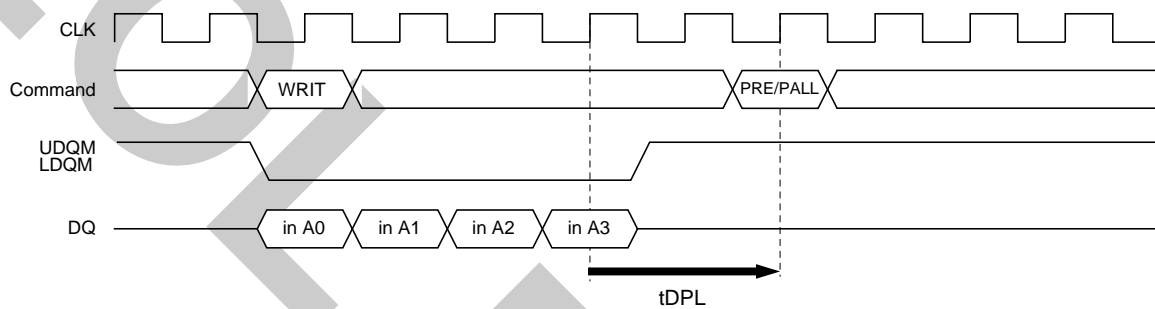 CLK
Command WRIT PRE/PALL
UDQM
LDQM
DQ in A0 in A1 in A2 in A3
tDPL